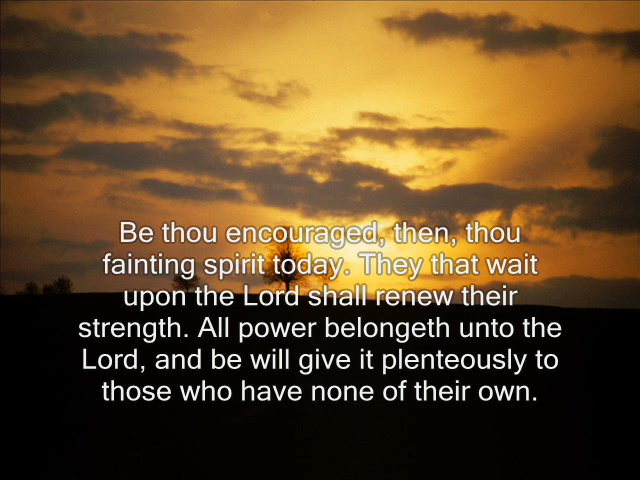 Be thou encouraged, then, thou
fainting spirit today. They that wait
upon the Lord shall renew their
strength. All power belongeth unto the
Lord, and be will give it plenteously to
those who have none of their own.